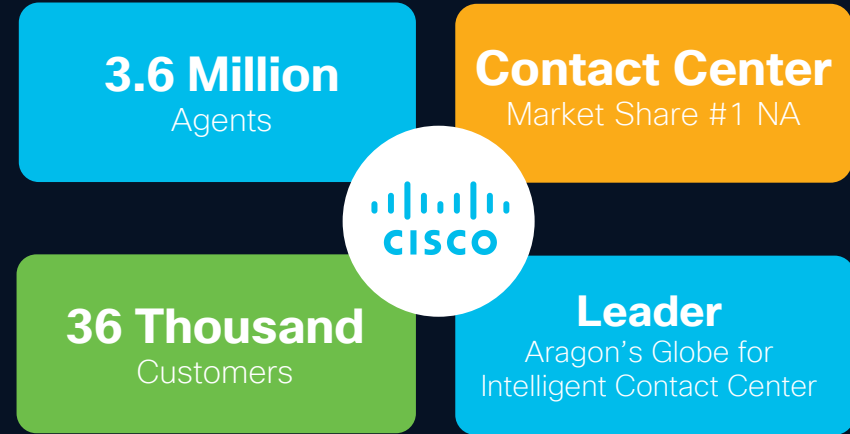 3.6 Million
Agents
Contact Center
Market Share #1 NA
CISCO
36 Thousand
Customers
Leader
Aragon's Globe for
Intelligent Contact Center